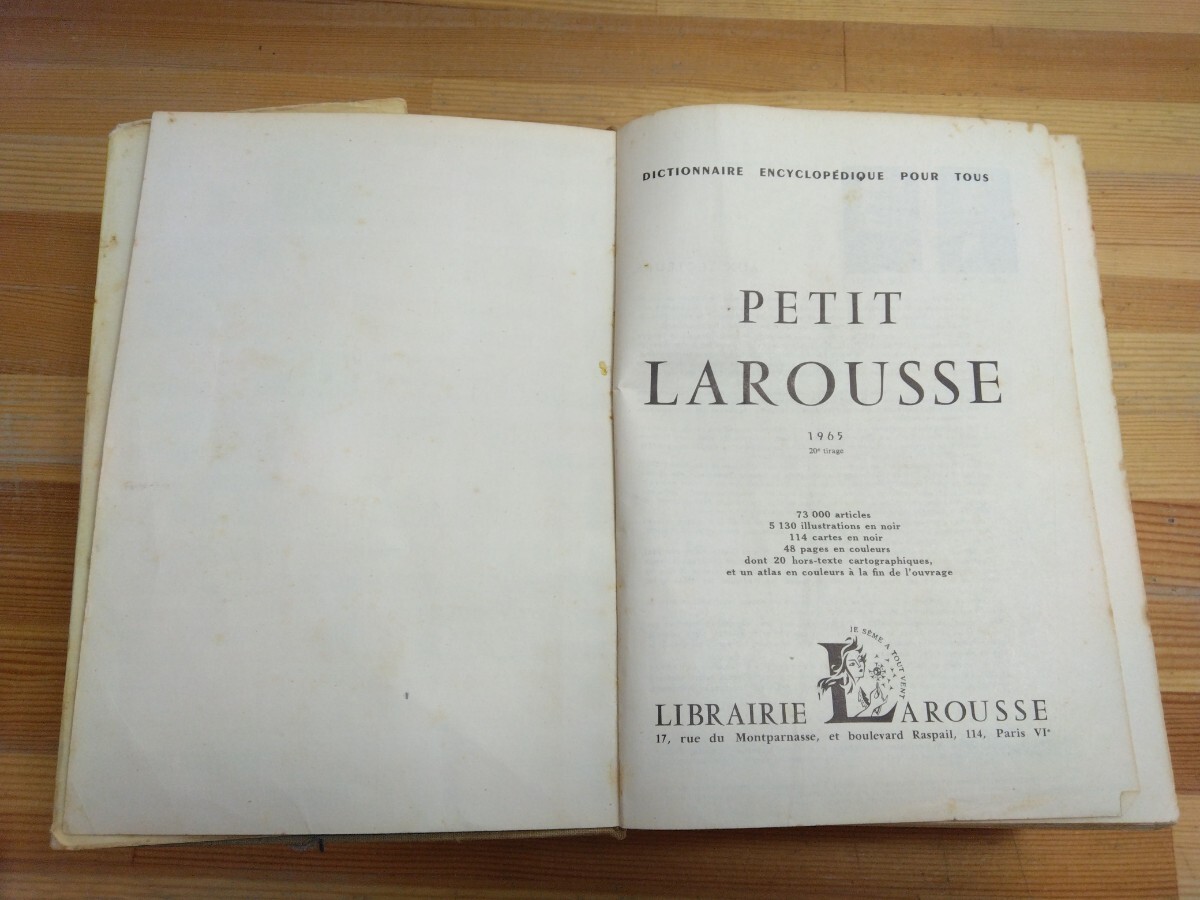 DICTIONNAIRE ENCYCLOPÉDIQUE POUR TOUS
PETIT
LAROUSSE
1965
20e tirage
73 000 articles
5 130 illustrations en noir
114 cartes en noir
48 pages en couleurs
dont 20 hors-texte cartographiques,
et un atlas en couleurs à la fin de l'ouvrage
JE SÈME A TOUT VENT
LIBRAIRIE LAROUSSE
17, rue du Montparnasse, et boulevard Raspail, 114, Paris VIe